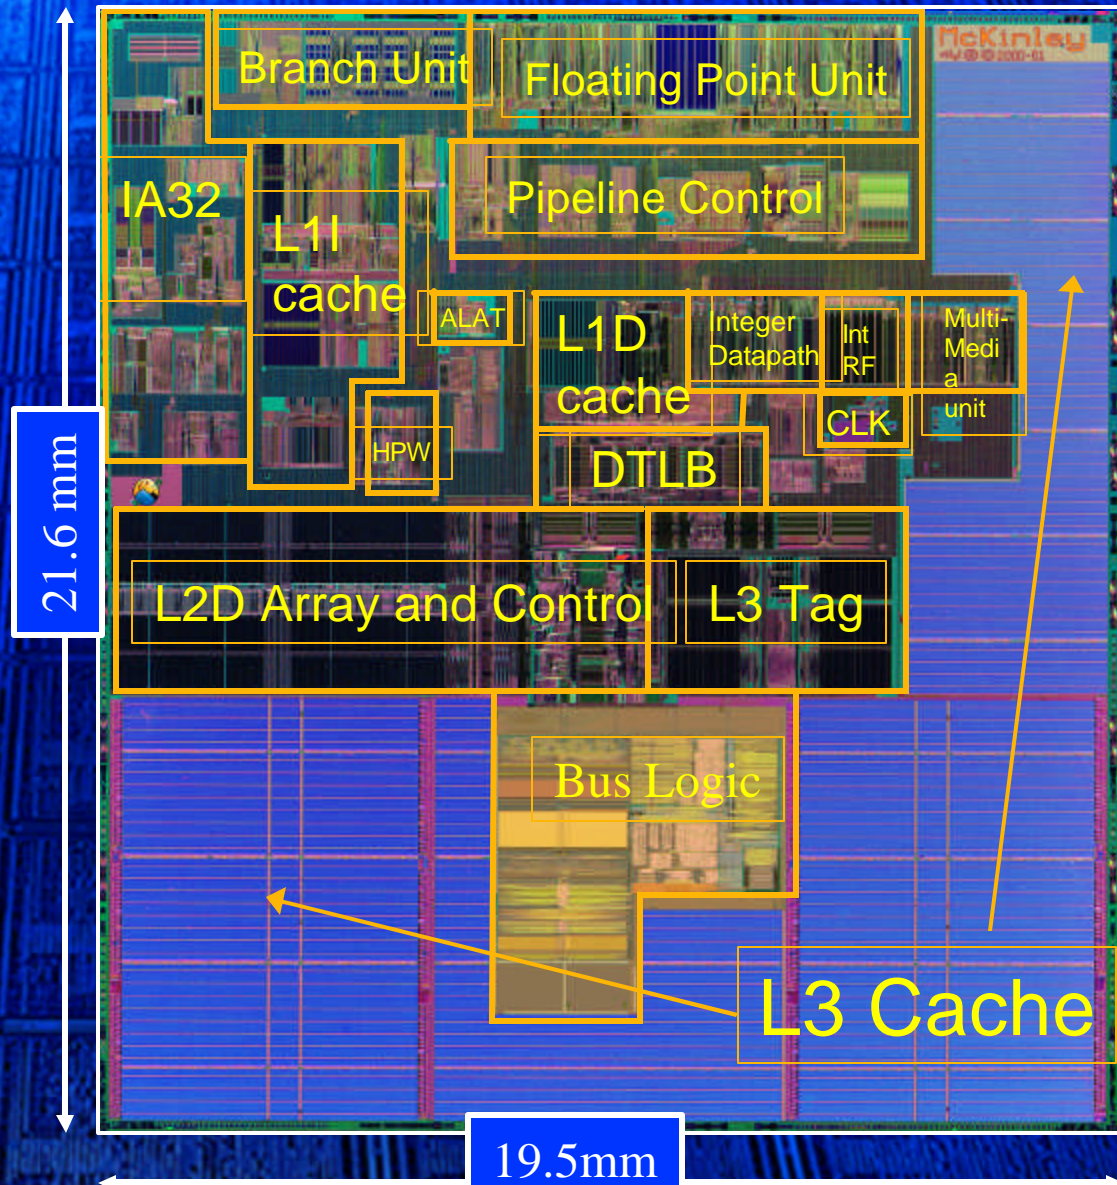 McKinley
Branch Unit
Floating Point Unit
IA32
Pipeline Control
L1I
cache
ALAT
L1D
cache
Integer
Datapath
Int
RF
Multi-
Medi
a
unit
CLK
HPW
DTLB
21.6 mm
L2D Array and Control
L3 Tag
Bus Logic
L3 Cache
19.5mm